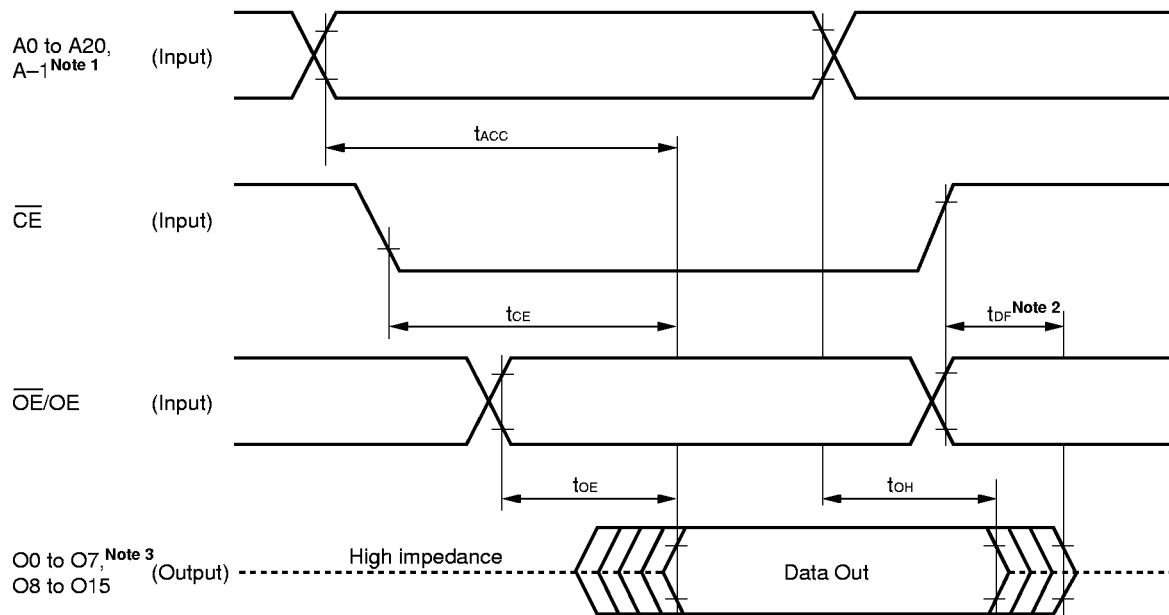 A0 to A20,
A–1Note 1 (Input)
tACC
CE (Input)
tCE
tDFNote 2
OE/OE (Input)
tOE
tOH
O0 to O7,Note 3
O8 to O15 (Output)
High impedance
Data Out